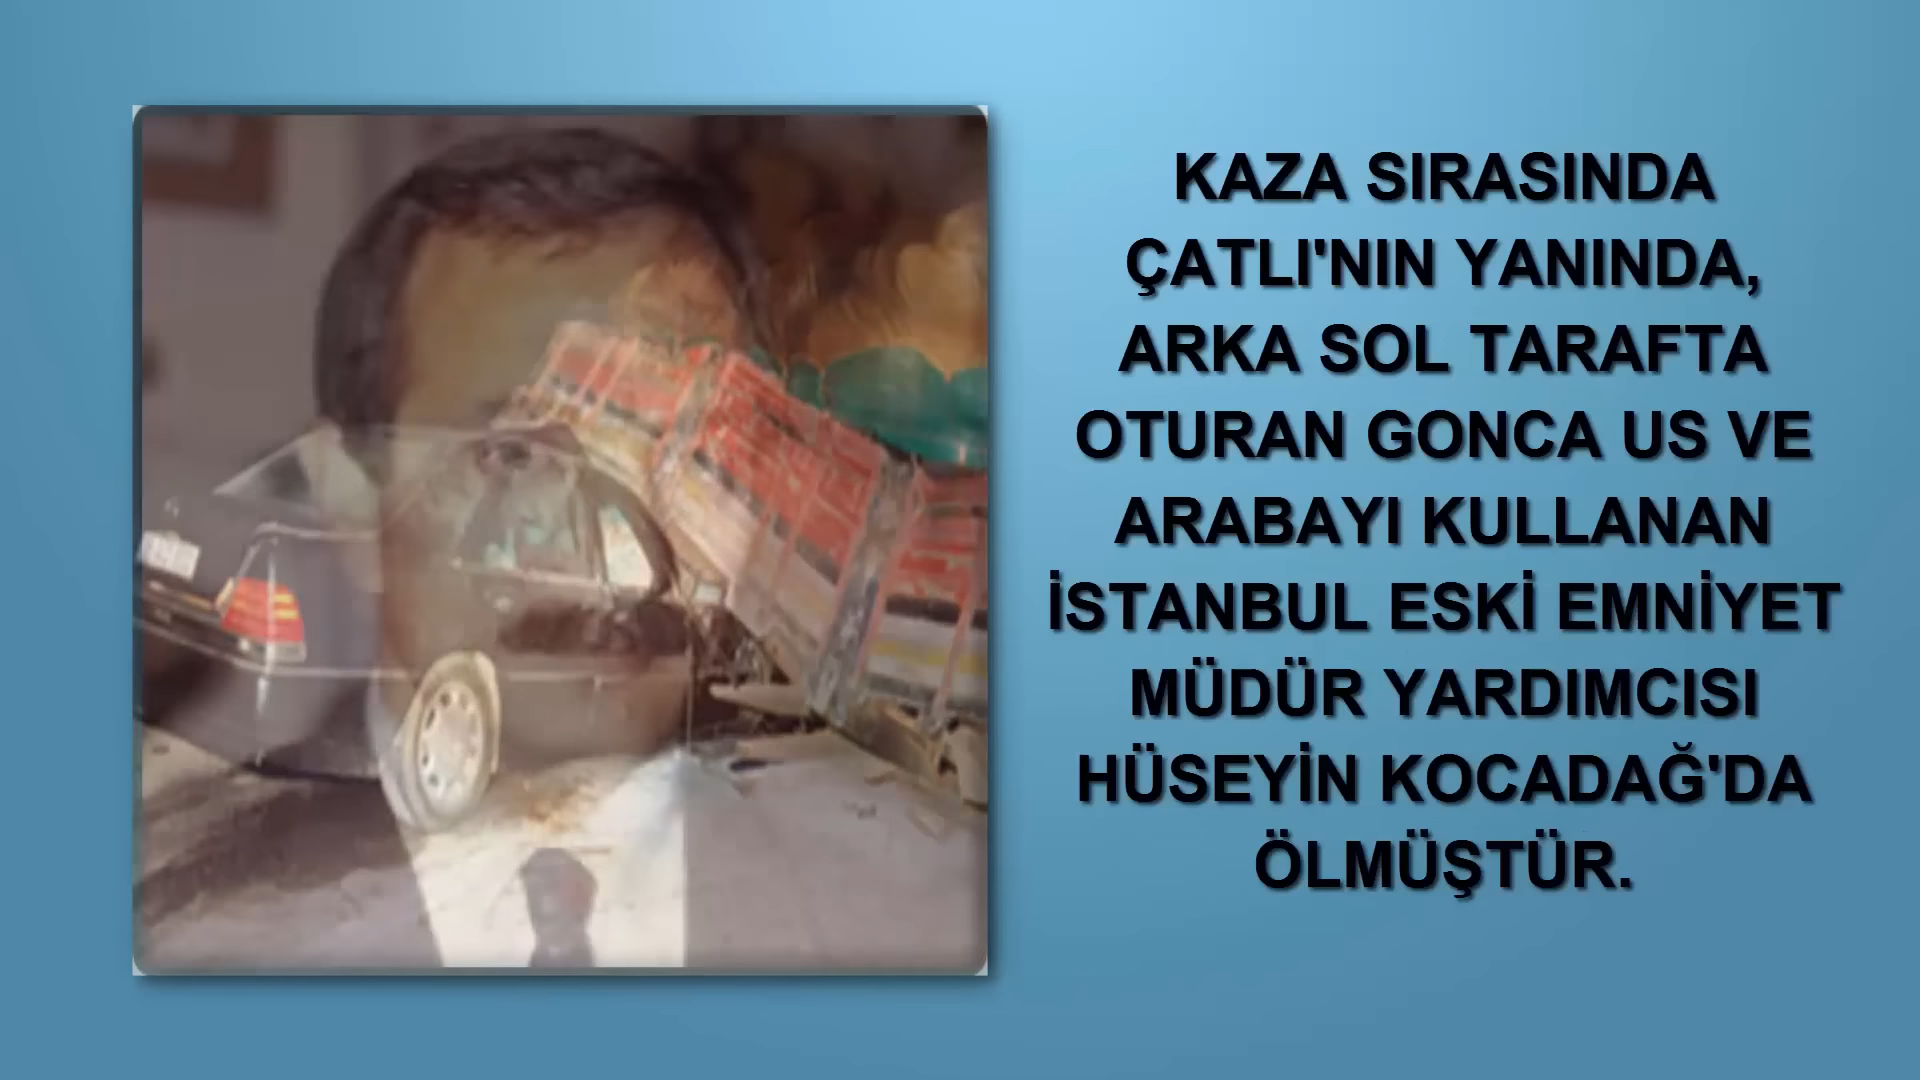 KAZA SIRASINDA
ÇATLI'NIN YANINDA,
ARKA SOL TARAFTA
OTURAN GONCA US VE
ARABAYI KULLANAN
İSTANBUL ESKİ EMNİYET
MÜDÜR YARDIMCISI
HÜSEYİN KOCADAĞ'DA
ÖLMÜŞTÜR.